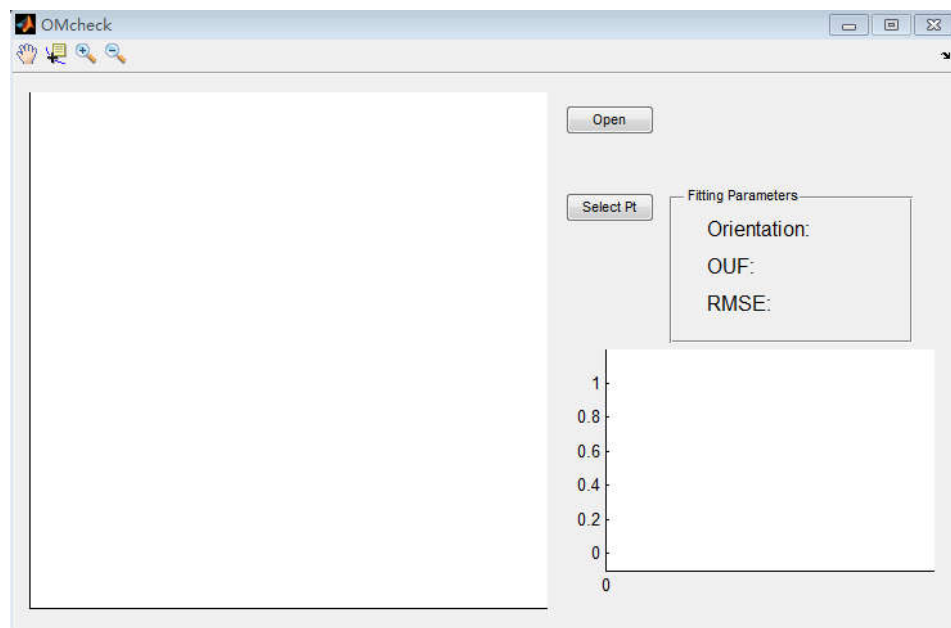 OMcheck
Open
Select Pt
Fitting Parameters
Orientation:
OUF:
RMSE:
1
0.8
0.6
0.4
0.2
0
0